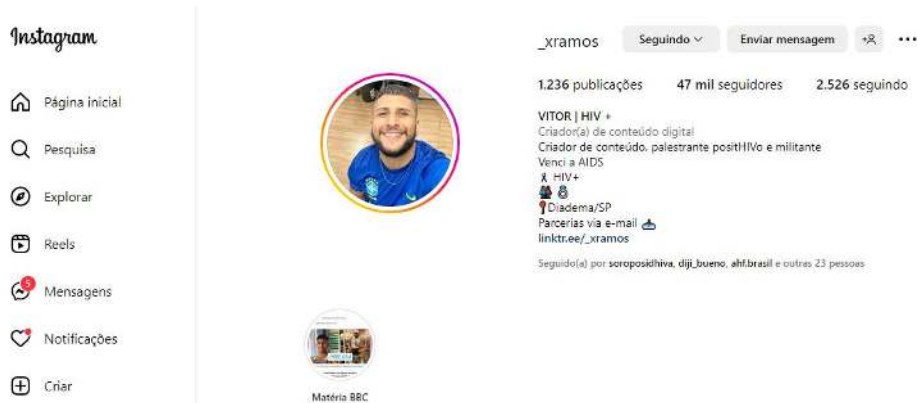 Instagram
Página inicial
Pesquisa
Explorar
Reels
5
Mensagens
Notificações
Criar
_xramos Seguindo Enviar mensagem
1.236 publicações 47 mil seguidores 2.526 seguindo
VITOR | HIV +
Criador(a) de conteúdo digital
Criador de conteúdo, palestrante positHIVo e militante
Venci a AIDS
HIV+
Diadema/SP
Parcerias via e-mail
linktr.ee/_xramos
Seguido(a) por soroposidhiva, diji_bueno, ahf.brasil e outras 23 pessoas
Matéria BBC